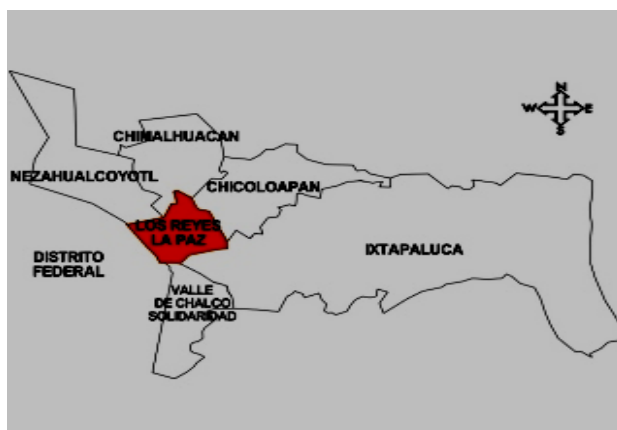 N
W E
S
CHIMALHUACAN
NEZAHUALCOYOTL
CHICOLOAPAN
LOS REYES
LA PAZ
IXTAPALUCA
DISTRITO
FEDERAL
VALLE
DE CHALCO
SOLIDARIDAD